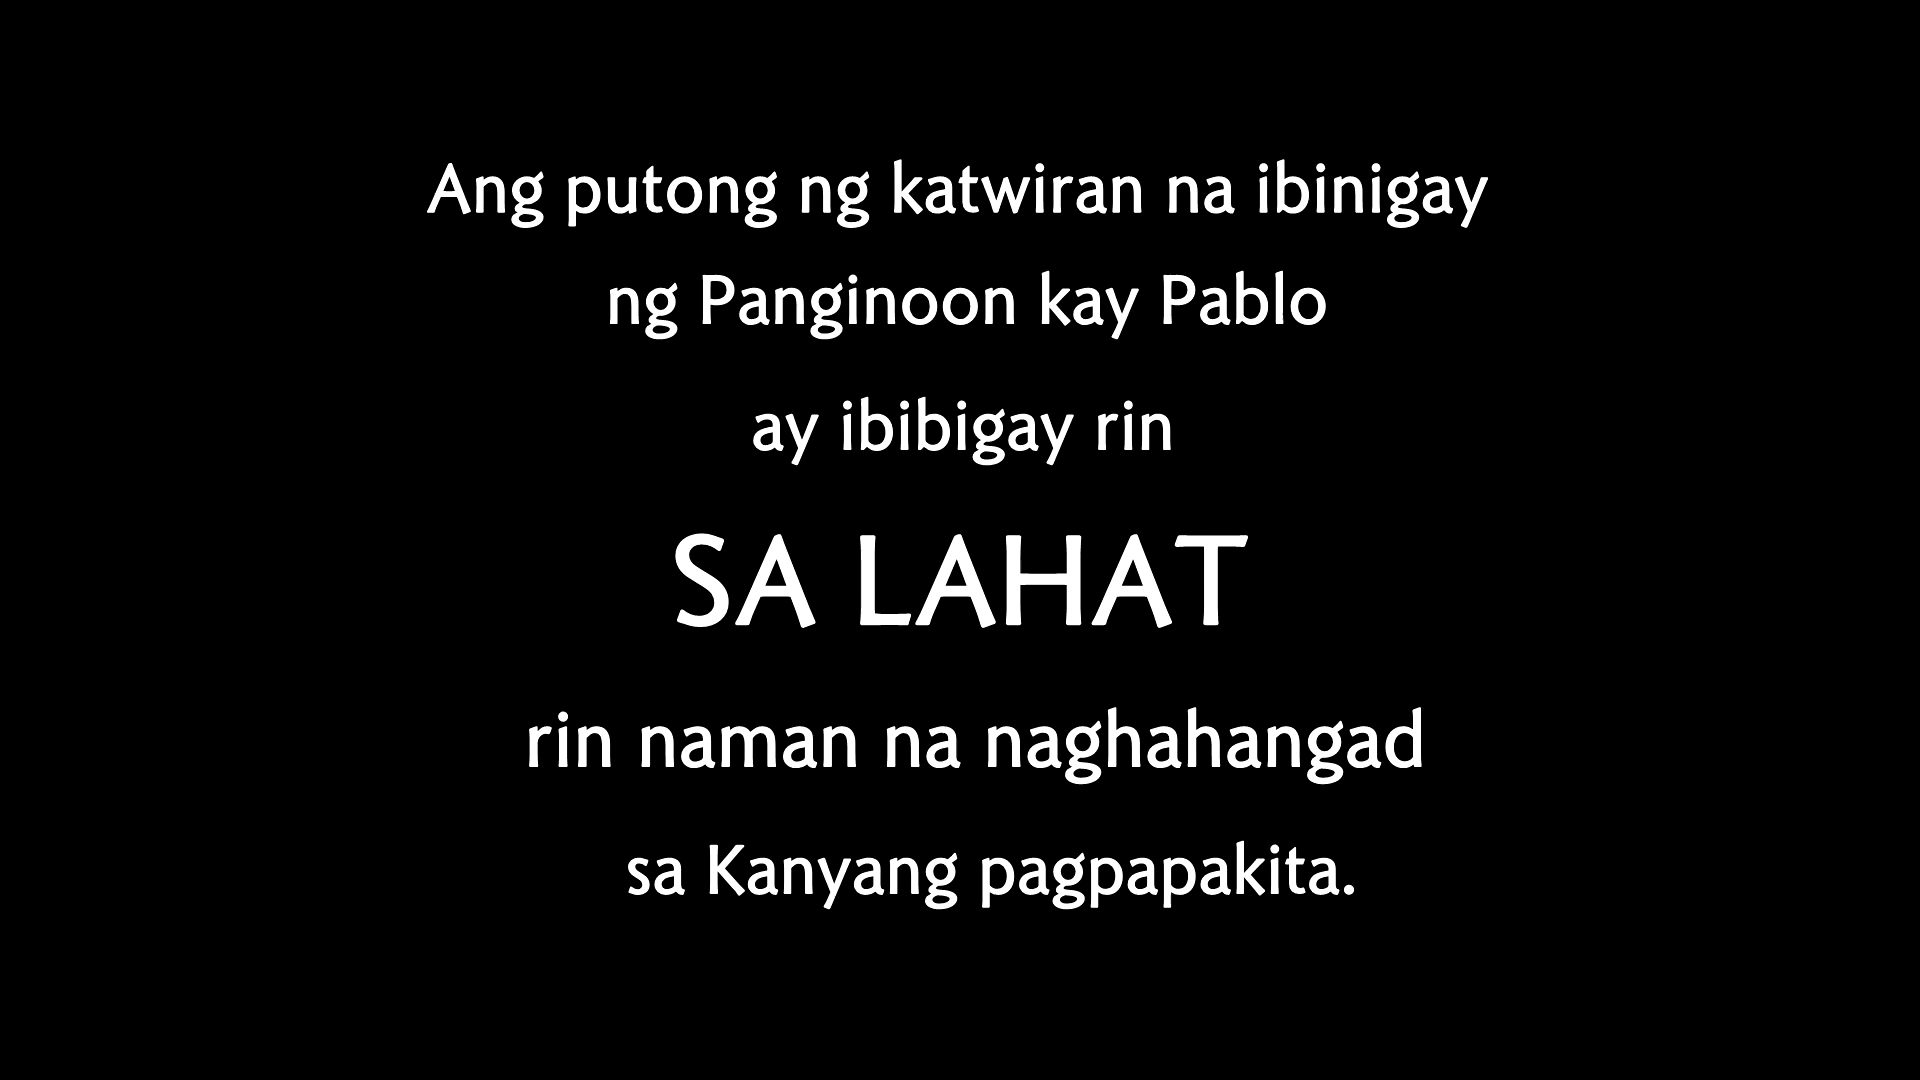 Ang putong ng katwiran na ibinigay
ng Panginoon kay Pablo
ay ibibigay rin
SA LAHAT
rin naman na naghahangad
sa Kanyang pagpapakita.